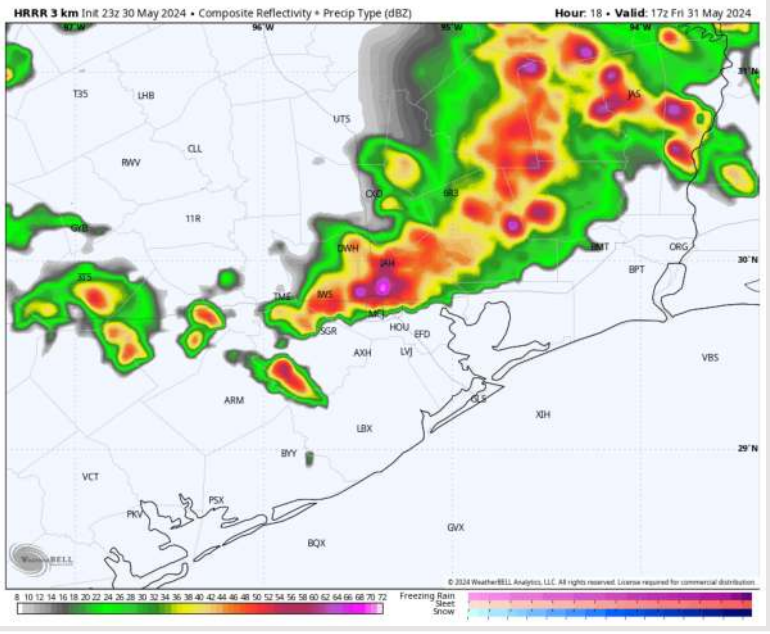 HRRR 3 km Init 23z 30 May 2024 • Composite Reflectivity + Precip Type (dBZ) Hour: 18 • Valid: 17z Fri 31 May 2024
97°W 96°W 95°W 94°W
31°N
T35 LHB JAS
UTS
CLL
RWV
CXO 6R3
11R
GYB
DWH BMT ORG
IAH 30°N
3T5 BPT
TME IWS
MCJ
SGR HOU EFD
AXH LVJ VBS
ARM GLS
XIH
LBX
BYY 29°N
VCT
PSX
PKV
GVX
BQX
WeatherBELL
© 2024 WeatherBELL Analytics, LLC. All rights reserved. License required for commercial distribution.
8 10 12 14 16 18 20 22 24 26 28 30 32 34 36 38 40 42 44 46 48 50 52 54 56 58 60 62 64 66 68 70 72
Freezing Rain
Sleet
Snow